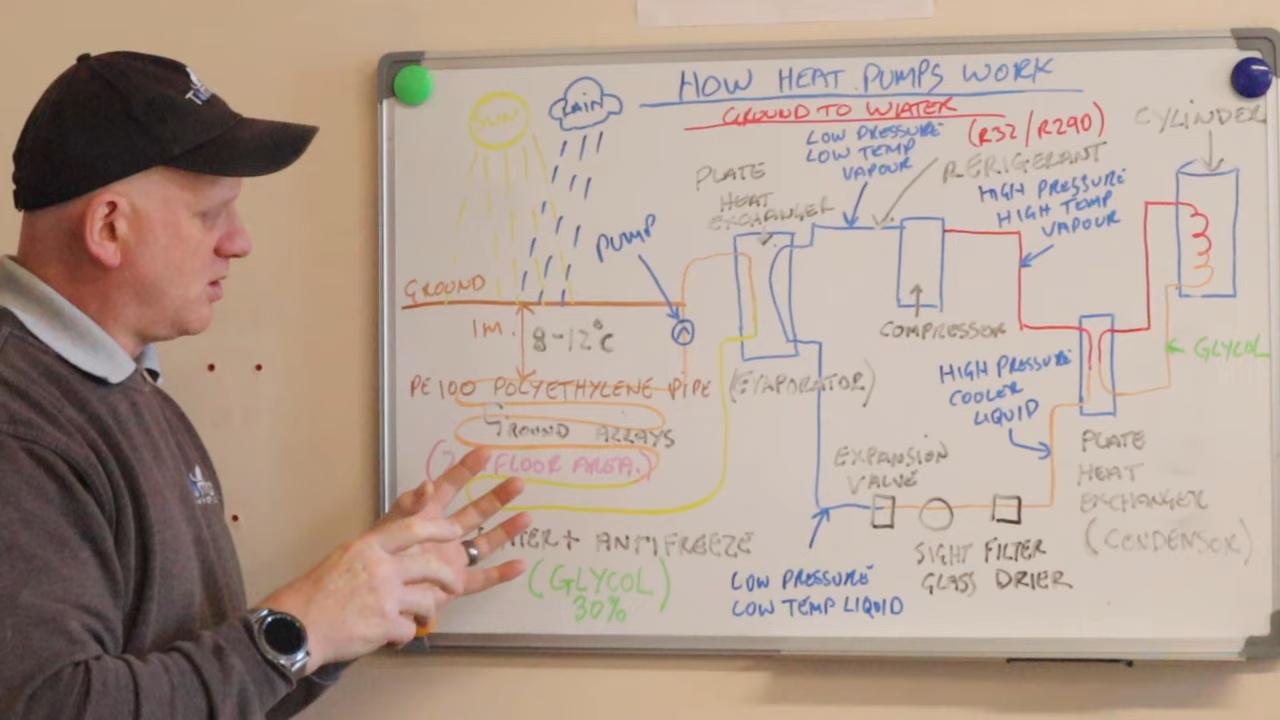 HOW HEAT PUMPS WORK
GROUND TO WATER
(R32/R290)
SUN
RAIN
LOW PRESSURE
LOW TEMP
VAPOUR
RERIGERANT
CYLINDER
PLATE
HEAT
EXCHANGER
HIGH PRESSURE
HIGH TEMP
VAPOUR
PUMP
GROUND
1M.
8-12°C
COMPRESSOR
GLYCOL
PE100 POLYETHYLENE PIPE
(EVAPORATOR)
HIGH PRESSURE
COOLER
LIQUID
GROUND ARRAYS
FLOOR AREA.)
EXPANSION
VALVE
PLATE
HEAT
EXCHANGER
(CONDENSOR)
+ ANTIFREEZE
(GLYCOL)
30%
SIGHT FILTER
GLASS DRIER
LOW PRESSURE
LOW TEMP LIQUID